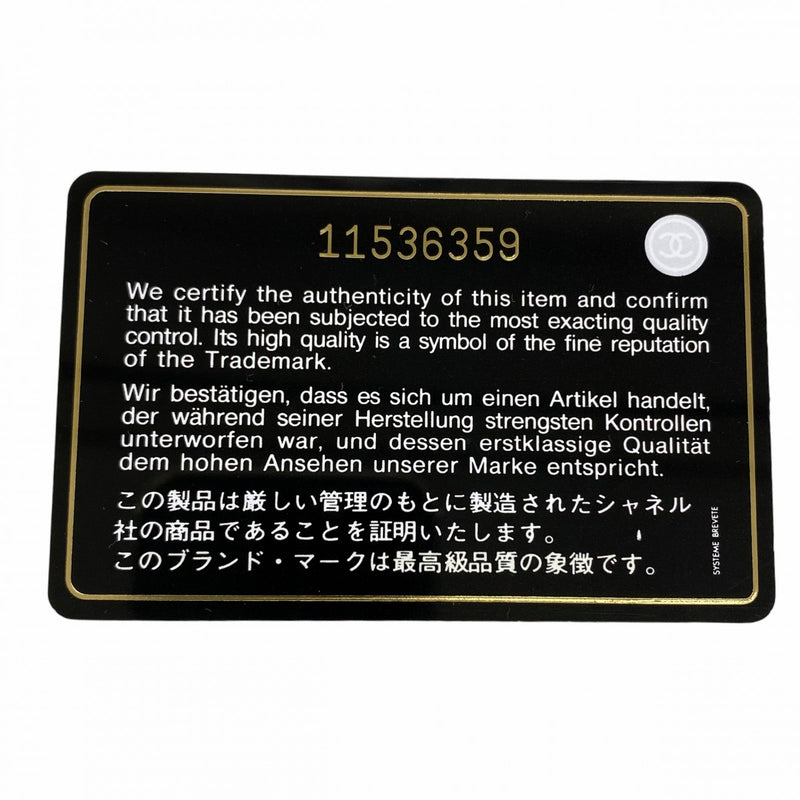 11536359
We certify the authenticity of this item and confirm
that it has been subjected to the most exacting quality
control. Its high quality is a symbol of the fine reputation
of the Trademark.
Wir bestätigen, dass es sich um einen Artikel handelt,
der während seiner Herstellung strengsten Kontrollen
unterworfen war, und dessen erstklassige Qualität
dem hohen Ansehen unserer Marke entspricht.
この製品は厳しい管理のもとに製造されたシャネル
社の商品であることを証明いたします。
このブランド・マークは最高級品質の象徴です。
SYSTEME BREVETE